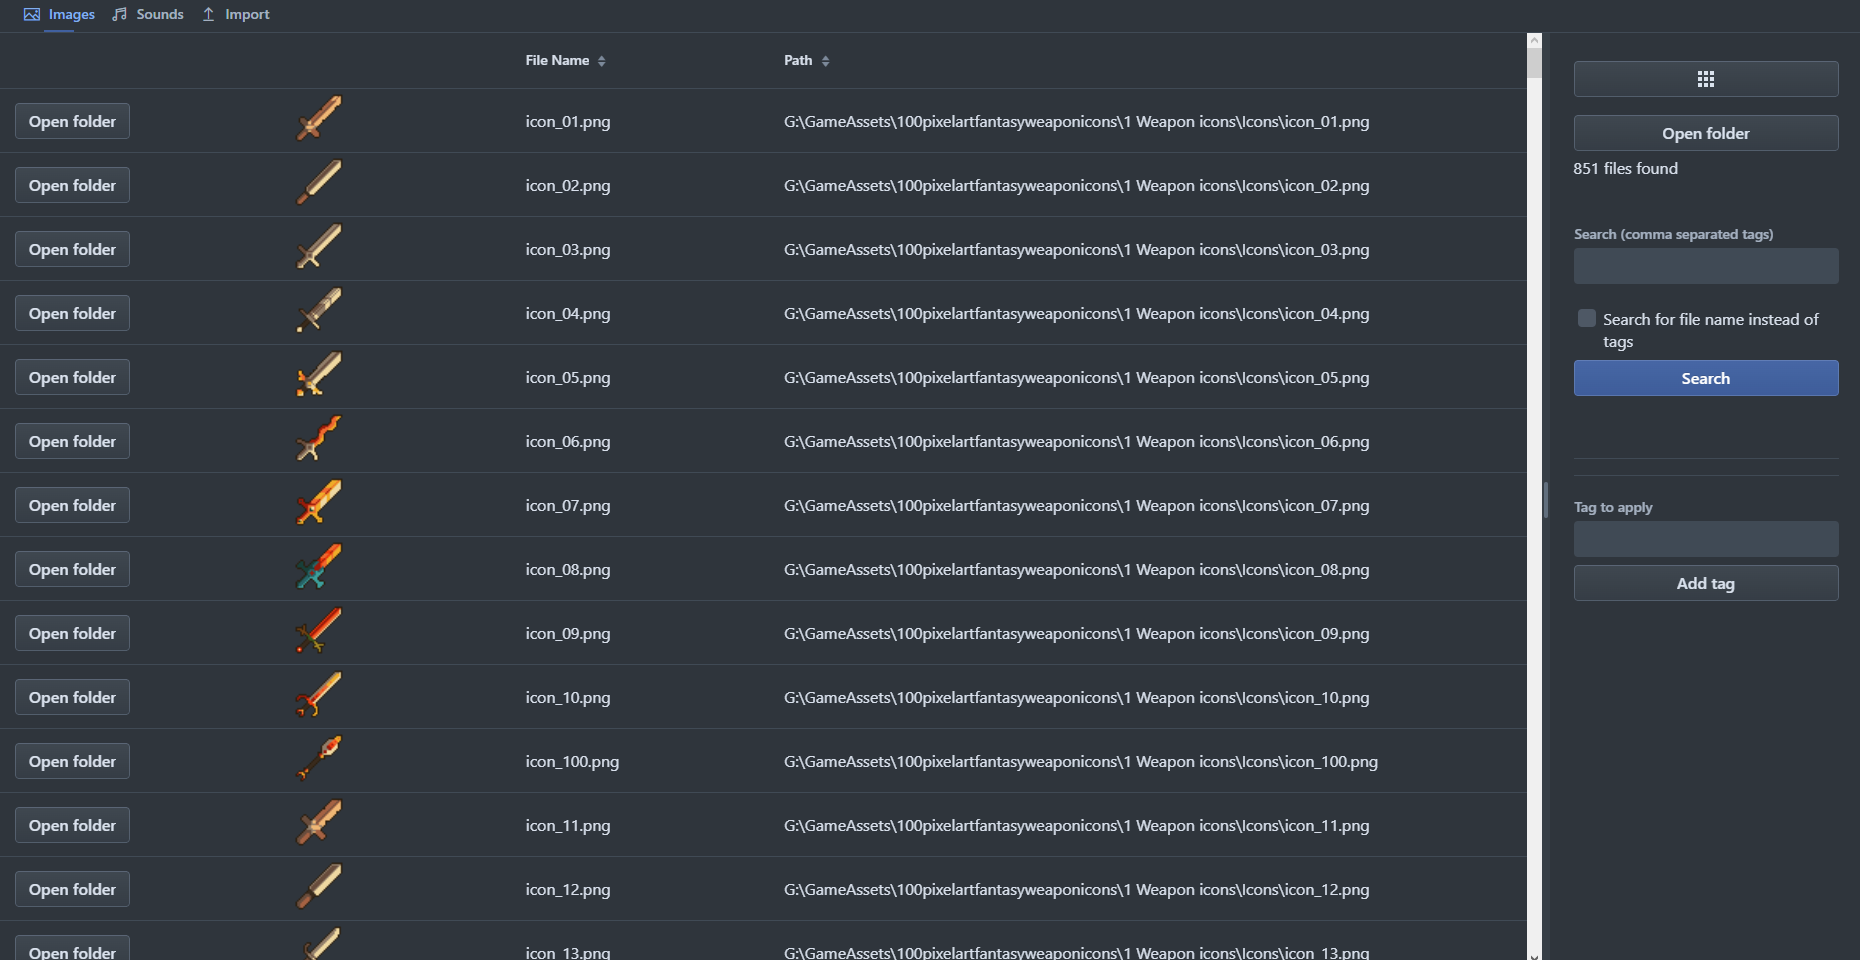 Images Sounds Import
File Name Path
Open folder icon_01.png G:\GameAssets\100pixelartfantasyweaponicons\1 Weapon icons\Icons\icon_01.png
Open folder icon_02.png G:\GameAssets\100pixelartfantasyweaponicons\1 Weapon icons\Icons\icon_02.png
Open folder icon_03.png G:\GameAssets\100pixelartfantasyweaponicons\1 Weapon icons\Icons\icon_03.png
Open folder icon_04.png G:\GameAssets\100pixelartfantasyweaponicons\1 Weapon icons\Icons\icon_04.png
Open folder icon_05.png G:\GameAssets\100pixelartfantasyweaponicons\1 Weapon icons\Icons\icon_05.png
Open folder icon_06.png G:\GameAssets\100pixelartfantasyweaponicons\1 Weapon icons\Icons\icon_06.png
Open folder icon_07.png G:\GameAssets\100pixelartfantasyweaponicons\1 Weapon icons\Icons\icon_07.png
Open folder icon_08.png G:\GameAssets\100pixelartfantasyweaponicons\1 Weapon icons\Icons\icon_08.png
Open folder icon_09.png G:\GameAssets\100pixelartfantasyweaponicons\1 Weapon icons\Icons\icon_09.png
Open folder icon_10.png G:\GameAssets\100pixelartfantasyweaponicons\1 Weapon icons\Icons\icon_10.png
Open folder icon_100.png G:\GameAssets\100pixelartfantasyweaponicons\1 Weapon icons\Icons\icon_100.png
Open folder icon_11.png G:\GameAssets\100pixelartfantasyweaponicons\1 Weapon icons\Icons\icon_11.png
Open folder icon_12.png G:\GameAssets\100pixelartfantasyweaponicons\1 Weapon icons\Icons\icon_12.png
Open folder icon_13.png G:\GameAssets\100pixelartfantasyweaponicons\1 Weapon icons\Icons\icon_13.png
Open folder
851 files found
Search (comma separated tags)
Search for file name instead of
tags
Search
Tag to apply
Add tag